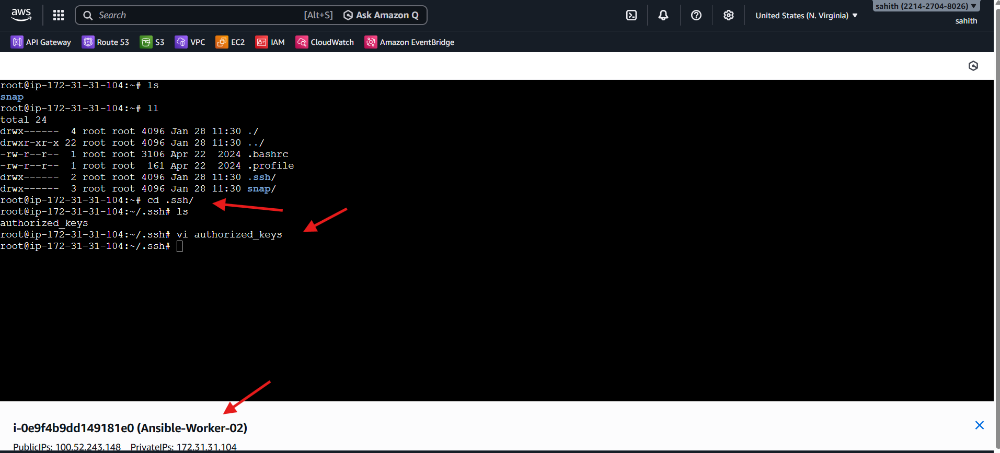 aws
Search [Alt+S] Ask Amazon Q United States (N. Virginia) ▼ sahith (2214-2704-8026) ▼
sahith
API Gateway Route 53 S3 VPC EC2 IAM CloudWatch Amazon EventBridge
root@ip-172-31-31-104:~# ls
snap
root@ip-172-31-31-104:~# ll
total 24
drwx------  4 root root 4096 Jan 28 11:30 ./
drwxr-xr-x 22 root root 4096 Jan 28 11:30 ../
-rw-r--r--  1 root root 3106 Apr 22  2024 .bashrc
-rw-r--r--  1 root root  161 Apr 22  2024 .profile
drwx------  2 root root 4096 Jan 28 11:30 .ssh/
drwx------  3 root root 4096 Jan 28 11:30 snap/
root@ip-172-31-31-104:~# cd .ssh/
root@ip-172-31-31-104:~/.ssh# ls
authorized_keys
root@ip-172-31-31-104:~/.ssh# vi authorized_keys
root@ip-172-31-31-104:~/.ssh#
i-0e9f4b9dd149181e0 (Ansible-Worker-02)
PublicIPs: 100.52.243.148 PrivateIPs: 172.31.31.104